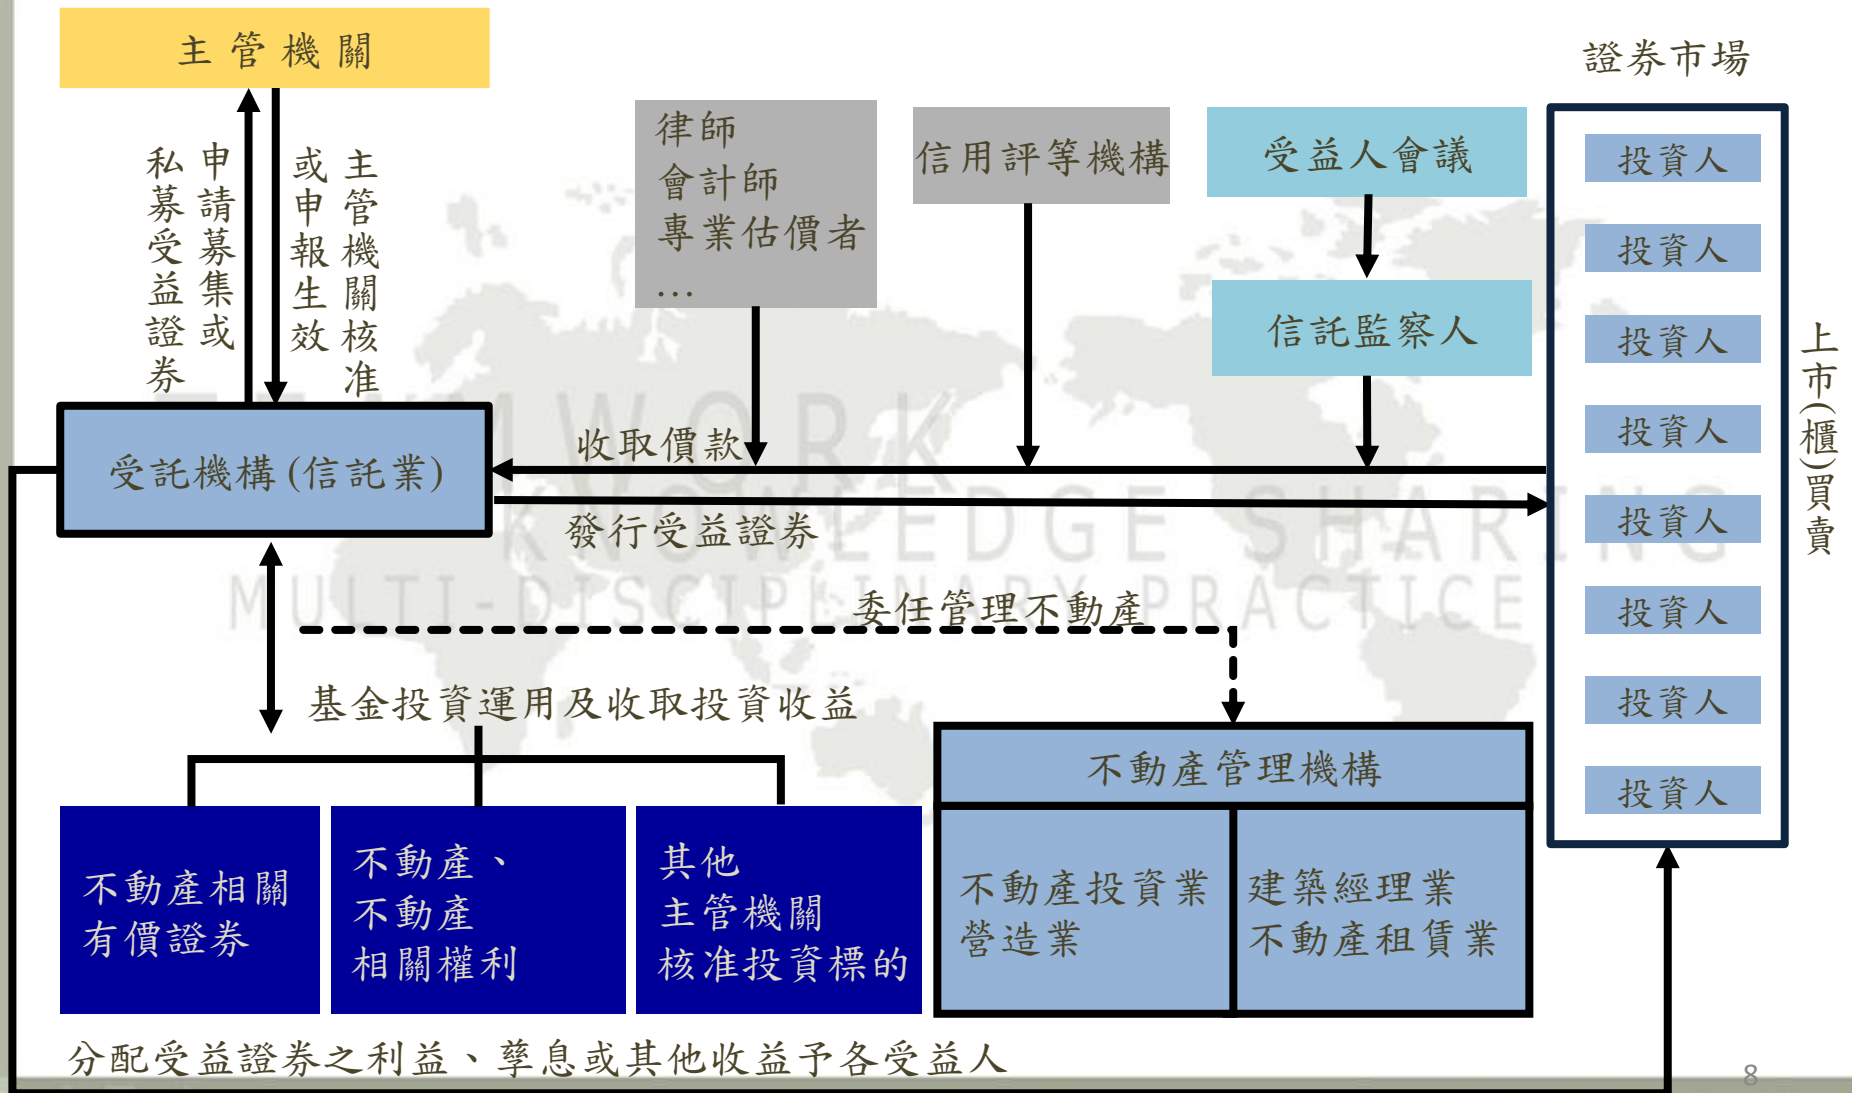 主管機關
證券市場
申請募集或
私募受益證券
主管機關核准
或申報生效
律師
會計師
專業估價者
...
信用評等機構
受益人會議
信託監察人
投資人
投資人
投資人
投資人
投資人
投資人
投資人
投資人
上市(櫃)買賣
受託機構(信託業)
收取價款
發行受益證券
WORK
KNOWLEDGE SHARING
MULTI-DISCIPLINARY PRACTICE
委任管理不動產
基金投資運用及收取投資收益
不動產相關
有價證券
不動產、
不動產
相關權利
其他
主管機關
核准投資標的
不動產管理機構
不動產投資業
營造業
建築經理業
不動產租賃業
分配受益證券之利益、孳息或其他收益予各受益人
8